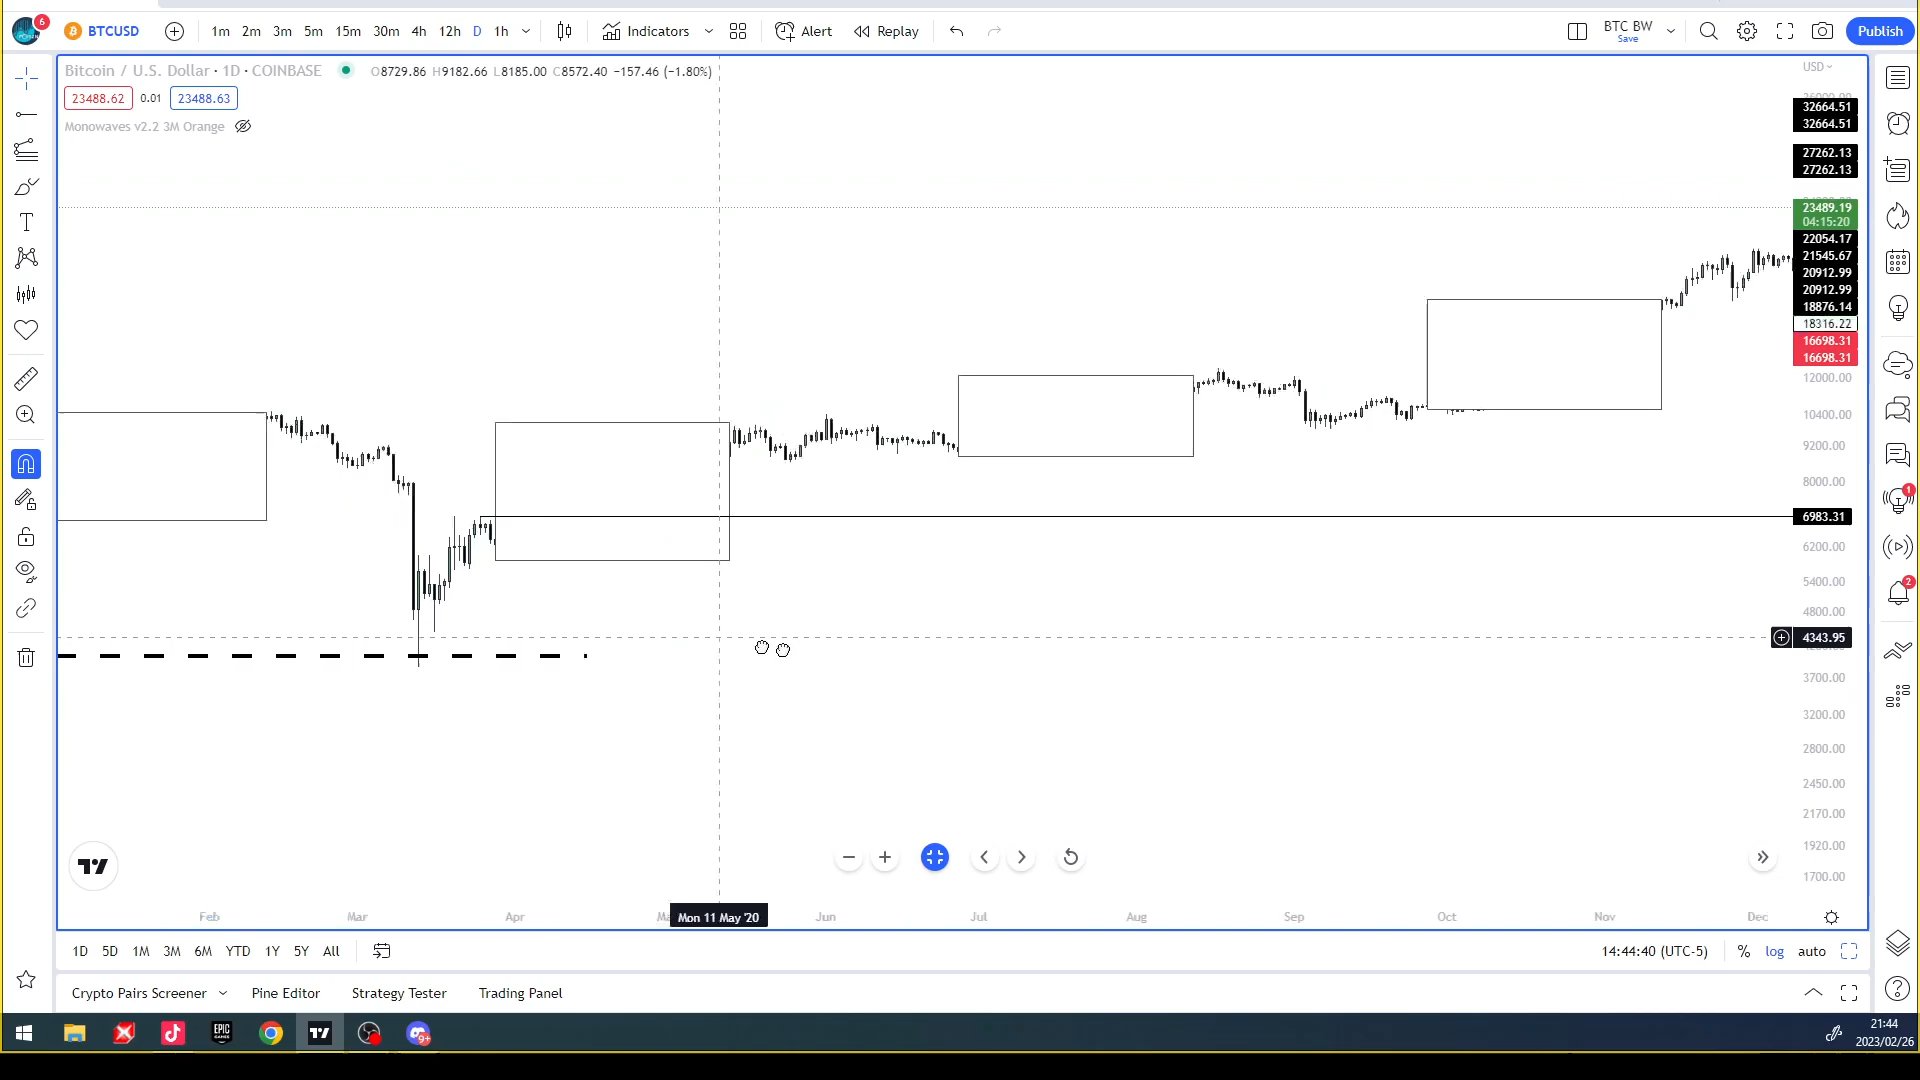 6
BTCUSD
1m 2m 3m 5m 15m 30m 4h 12h D 1h
Indicators
Alert
Replay
BTC BW
Save
Publish
Bitcoin / U.S. Dollar · 1D · COINBASE
O8729.86 H9182.66 L8185.00 C8572.40 −157.46 (−1.80%)
USD
23488.62 0.01 23488.63
Monowaves v2.2 3M Orange
32664.51
32664.51
27262.13
27262.13
23489.19
04:15:20
22054.17
21545.67
20912.99
20912.99
18876.14
18316.22
16698.31
16698.31
12000.00
10400.00
9200.00
8000.00
6983.31
6200.00
5400.00
4800.00
4343.95
3700.00
3200.00
2800.00
2450.00
2170.00
1920.00
1700.00
1
2
Feb Mar Apr Mon 11 May '20 Jun Jul Aug Sep Oct Nov Dec
1D 5D 1M 3M 6M YTD 1Y 5Y All
14:44:40 (UTC-5) % log auto
Crypto Pairs Screener Pine Editor Strategy Tester Trading Panel
EPIC
GAMES
9+
21:44
2023/02/26